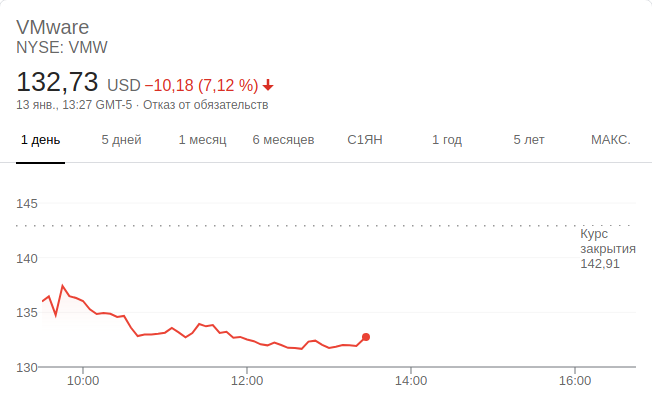 VMware
NYSE: VMW
132,73 USD −10,18 (7,12 %)
13 янв., 13:27 GMT-5 · Отказ от обязательств
1 день 5 дней 1 месяц 6 месяцев С1ЯН 1 год 5 лет МАКС.
145
Курс
закрытия
142,91
140
135
130
10:00 12:00 14:00 16:00